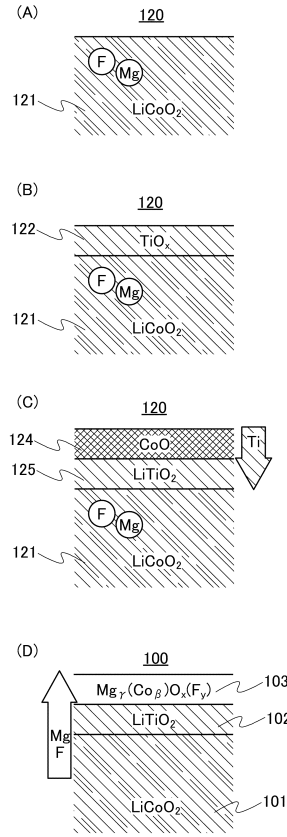 (A)
120
F
Mg
121
LiCoO₂
(B)
120
122
TiOₓ
F
Mg
121
LiCoO₂
(C)
120
124
CoO
Ti
125
LiTiO₂
F
Mg
121
LiCoO₂
(D)
100
Mgᵧ(Coᵦ)Oₓ(Fy)
103
Mg
F
LiTiO₂
102
LiCoO₂
101